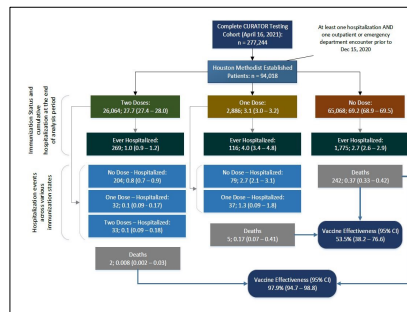 Complete CURATOR Testing
Cohort (April 16, 2021):
n = 277,244
At least one hospitalization AND one
outpatient or emergency
department encounter prior to
Dec 15, 2020
Houston Methodist Established
Patients: n = 94,018
Immunization Status and
cumulative
hospitalization at the end
of analysis period
Two Doses:
26,064; 27.7 (27.4 – 28.0)
One Dose:
2,886; 3.1 (3.0 – 3.2)
No Dose:
65,068; 69.2 (68.9 – 69.5)
Ever Hospitalized:
269; 1.0 (0.9 – 1.2)
Ever Hospitalized:
116; 4.0 (3.4 – 4.8)
Ever Hospitalized:
1,775; 2.7 (2.6 – 2.9)
Hospitalization events
across various
immunization states
No Dose – Hospitalized:
204; 0.8 (0.7 – 0.9)
One Dose – Hospitalized:
32; 0.1 (0.09 – 0.17)
Two Doses – Hospitalized:
33; 0.1 (0.09 – 0.18)
No Dose – Hospitalized:
79; 2.7 (2.1 – 3.1)
One Dose – Hospitalized:
37; 1.3 (0.09 – 1.8)
Deaths
242; 0.37 (0.33 – 0.42)
Deaths
5; 0.17 (0.07 – 0.41)
Vaccine Effectiveness (95% CI)
53.5% (38.2 – 76.6)
Deaths
2; 0.008 (0.002 – 0.03)
Vaccine Effectiveness (95% CI)
97.9% (94.7 – 98.8)